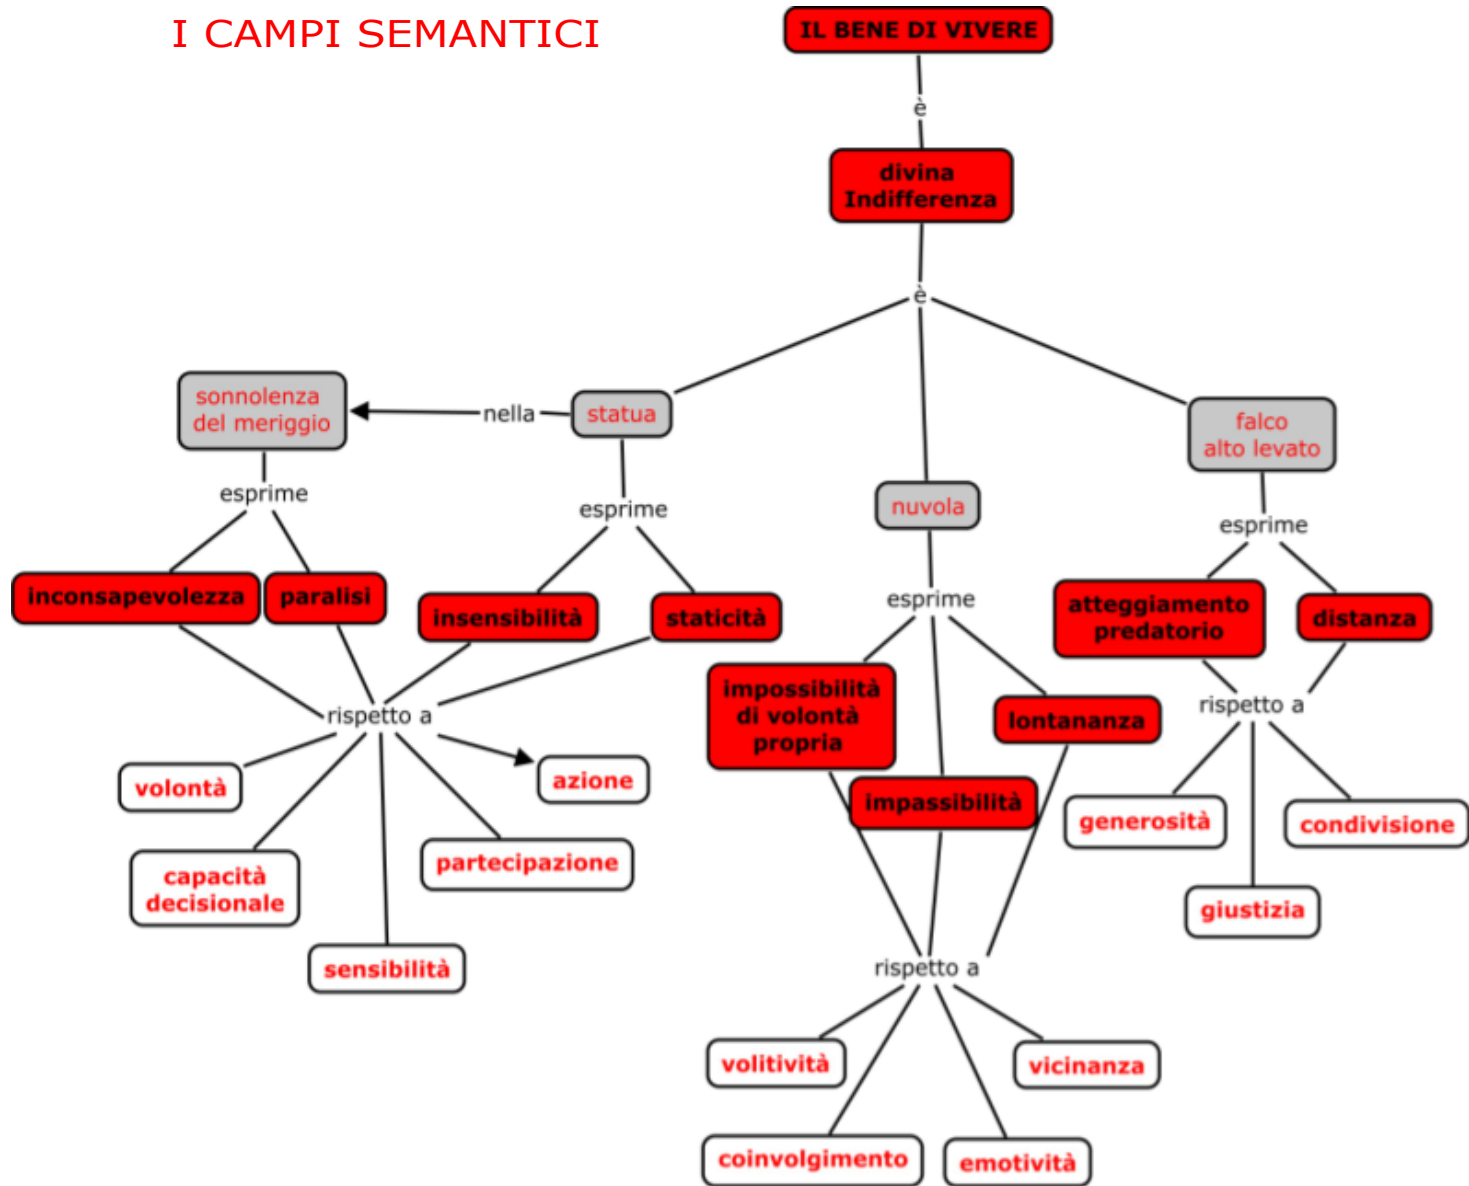 I CAMPI SEMANTICI
IL BENE DI VIVERE
è
divina
Indifferenza
è
sonnolenza
del meriggio
nella
statua
falco
alto levato
nuvola
esprime
esprime
esprime
esprime
inconsapevolezza
paralisi
insensibilità
staticità
atteggiamento
predatorio
distanza
impossibilità
di volontà
propria
impassibilità
lontananza
rispetto a
rispetto a
volontà
capacità
decisionale
sensibilità
partecipazione
azione
generosità
giustizia
condivisione
rispetto a
volitività
coinvolgimento
emotività
vicinanza